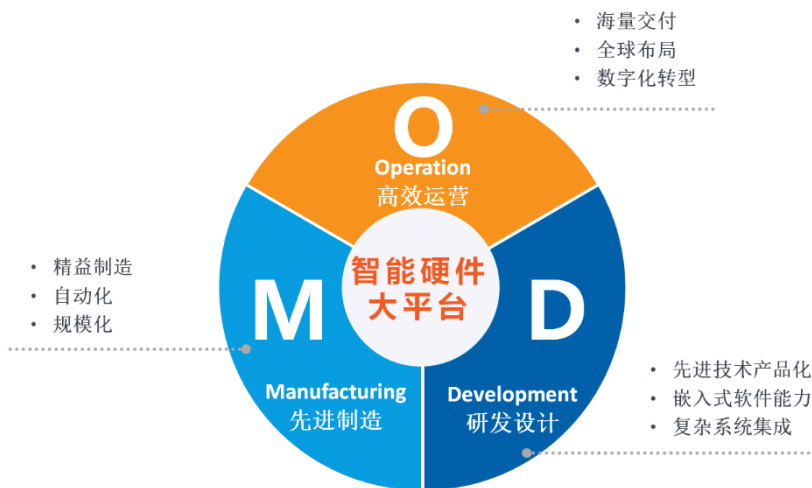 • 海量交付
• 全球布局
• 数字化转型
O
Operation
高效运营
智能硬件
大平台
• 精益制造
• 自动化
• 规模化
M
Manufacturing
先进制造
D
Development
研发设计
• 先进技术产品化
• 嵌入式软件能力
• 复杂系统集成